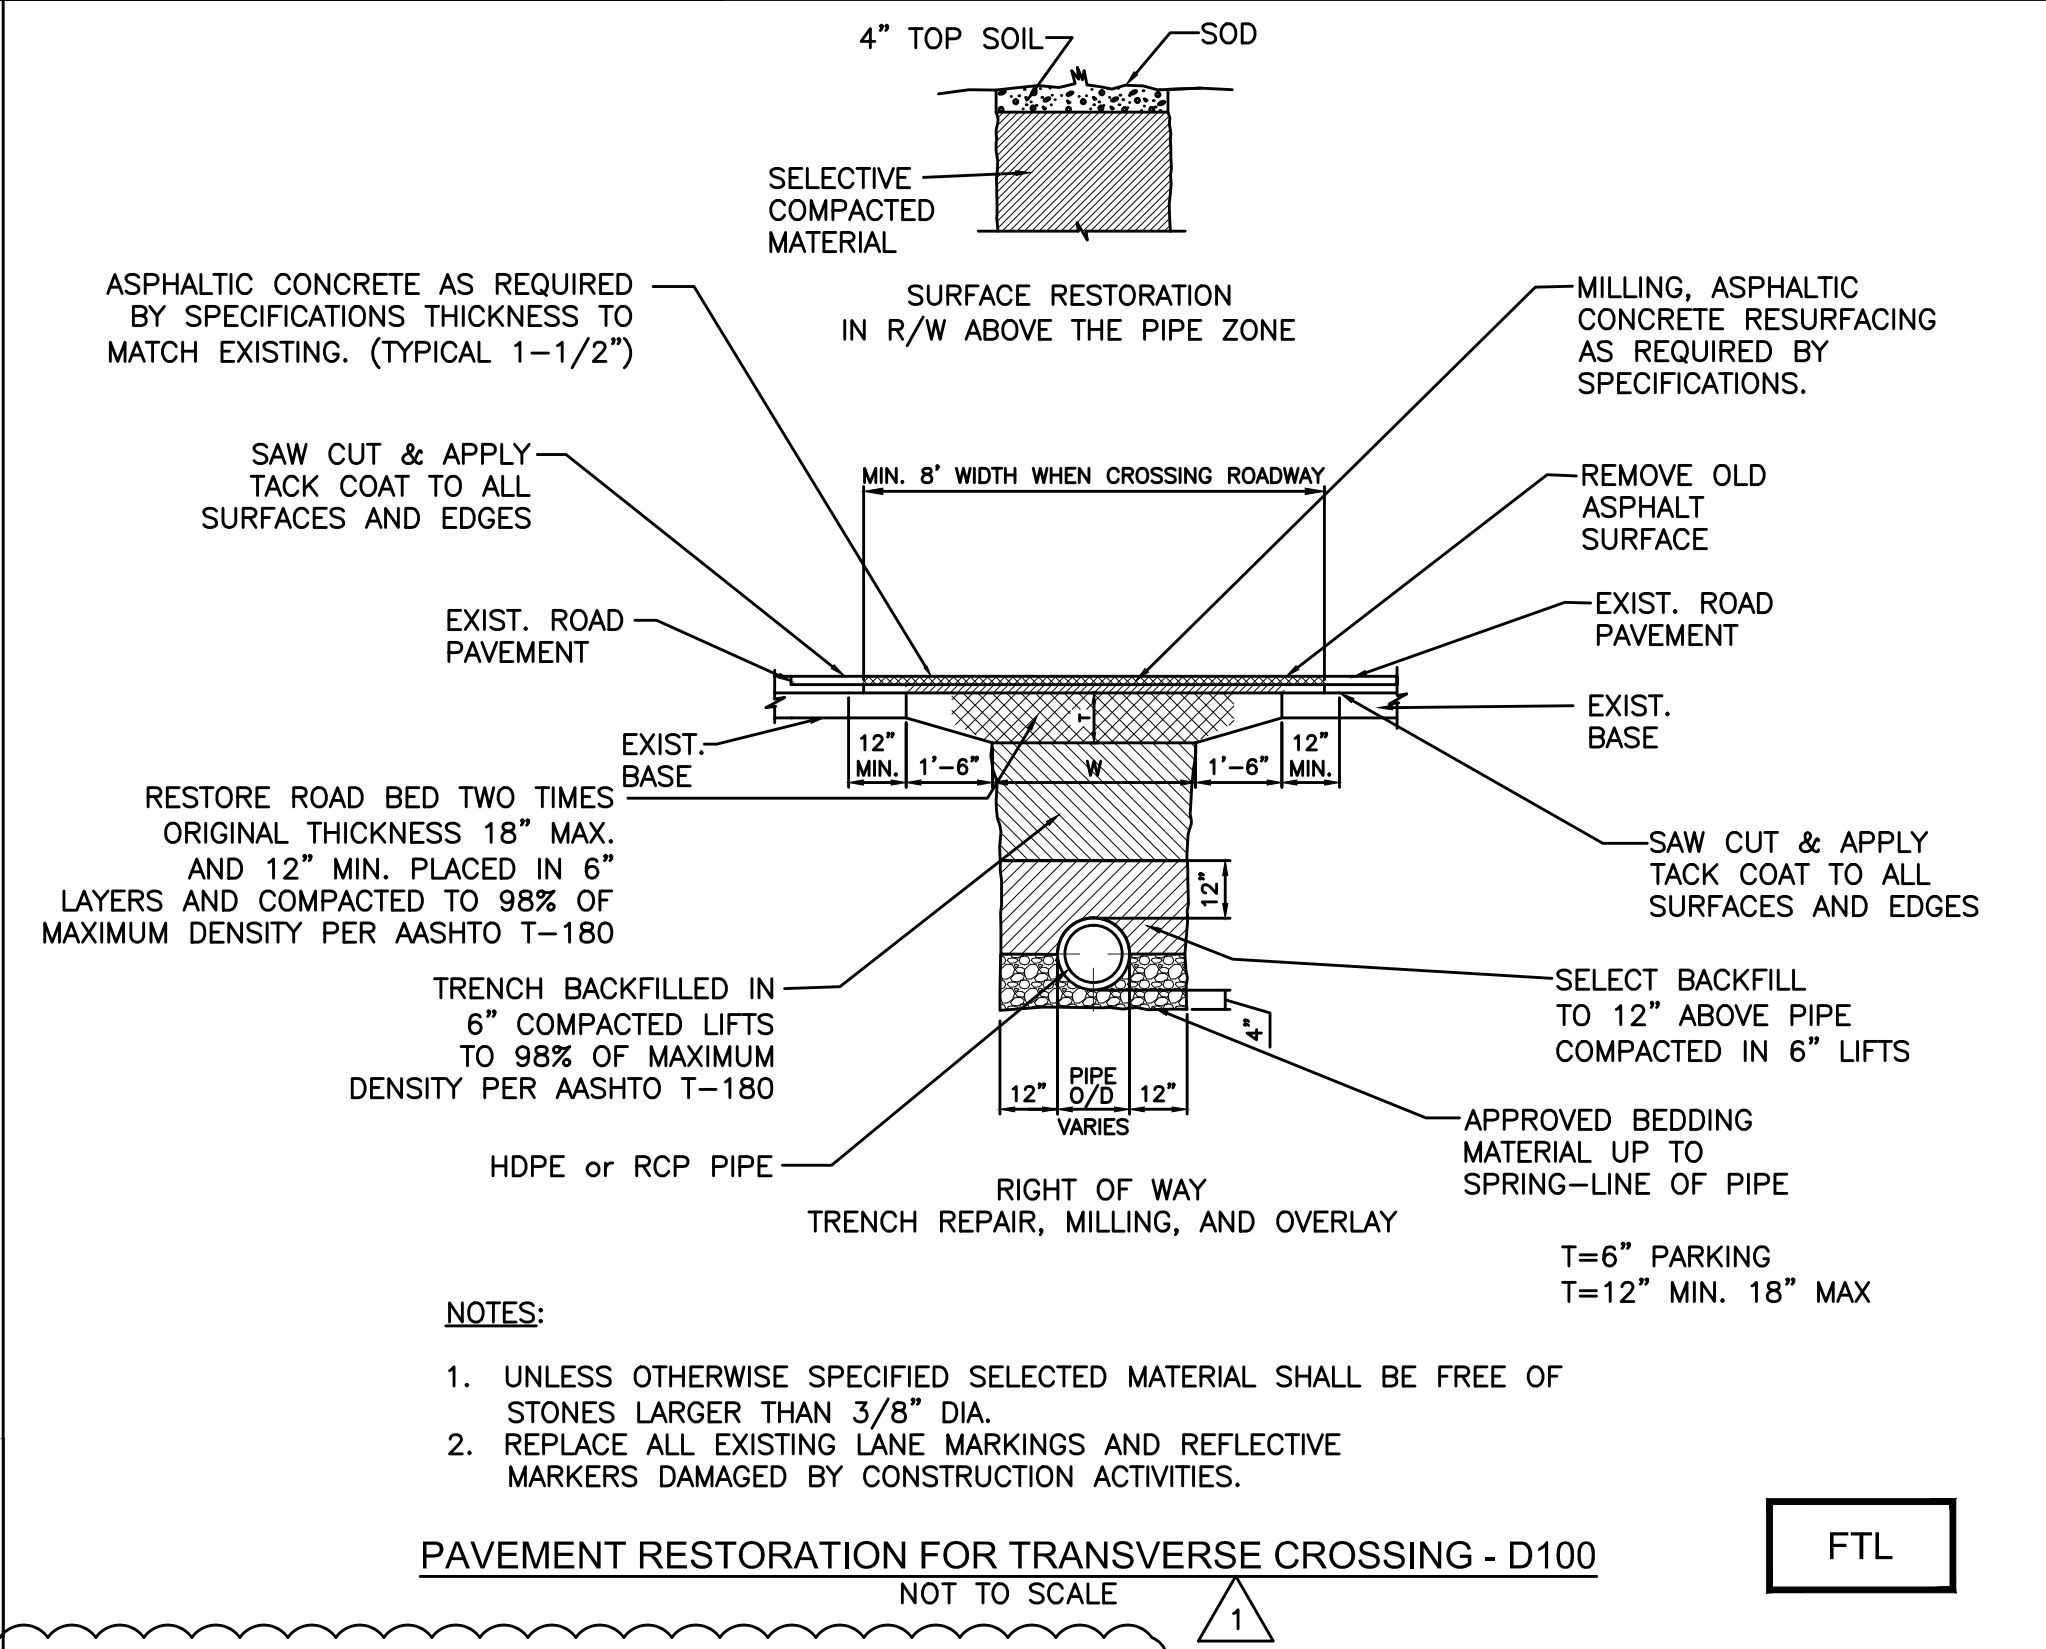 4" TOP SOIL
SOD
SELECTIVE
COMPACTED
MATERIAL
SURFACE RESTORATION
IN R/W ABOVE THE PIPE ZONE
ASPHALTIC CONCRETE AS REQUIRED
BY SPECIFICATIONS THICKNESS TO
MATCH EXISTING. (TYPICAL 1-1/2")
MILLING, ASPHALTIC
CONCRETE RESURFACING
AS REQUIRED BY
SPECIFICATIONS.
SAW CUT & APPLY
TACK COAT TO ALL
SURFACES AND EDGES
MIN. 8' WIDTH WHEN CROSSING ROADWAY
REMOVE OLD
ASPHALT
SURFACE
EXIST. ROAD
PAVEMENT
EXIST. ROAD
PAVEMENT
EXIST.
BASE
EXIST.
BASE
T
12"
MIN.
1'-6"
W
1'-6"
12"
MIN.
RESTORE ROAD BED TWO TIMES
ORIGINAL THICKNESS 18" MAX.
AND 12" MIN. PLACED IN 6"
LAYERS AND COMPACTED TO 98% OF
MAXIMUM DENSITY PER AASHTO T-180
SAW CUT & APPLY
TACK COAT TO ALL
SURFACES AND EDGES
12"
TRENCH BACKFILLED IN
6" COMPACTED LIFTS
TO 98% OF MAXIMUM
DENSITY PER AASHTO T-180
SELECT BACKFILL
TO 12" ABOVE PIPE
COMPACTED IN 6" LIFTS
4"
12"
PIPE
O/D
VARIES
12"
HDPE or RCP PIPE
APPROVED BEDDING
MATERIAL UP TO
SPRING-LINE OF PIPE
RIGHT OF WAY
TRENCH REPAIR, MILLING, AND OVERLAY
T=6" PARKING
T=12" MIN. 18" MAX
NOTES:
1. UNLESS OTHERWISE SPECIFIED SELECTED MATERIAL SHALL BE FREE OF
STONES LARGER THAN 3/8" DIA.
2. REPLACE ALL EXISTING LANE MARKINGS AND REFLECTIVE
MARKERS DAMAGED BY CONSTRUCTION ACTIVITIES.
PAVEMENT RESTORATION FOR TRANSVERSE CROSSING - D100
NOT TO SCALE
1
FTL